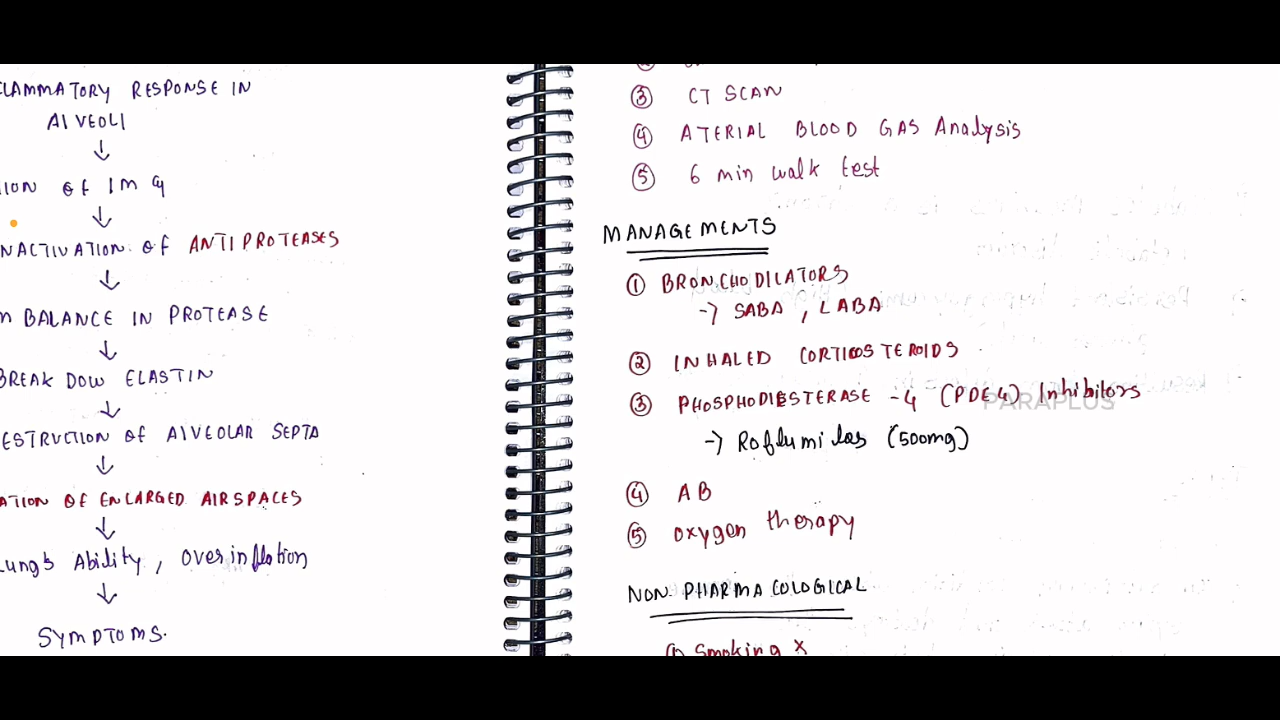 LAMMATORY RESPONSE IN
ALVEOLI
↓
ION OF IMG
↓
NACTIVATION OF ANTIPROTEASES
↓
M BALANCE IN PROTEASE
↓
BREAK DOW ELASTIN
↓
ESTRUCTION OF ALVEOLAR SEPTA
↓
ATION OF ENLARGED AIRSPACES
↓
Lungs Ability, Overinflation
↓
SYMPTOMS.
③ CT SCAN
④ ATERIAL BLOOD GAS Analysis
⑤ 6 min walk test
MANAGEMENTS
① BRONCHODILATORS
→ SABA, LABA
② INHALED CORTICOSTEROIDS
③ PHOSPHODIESTERASE -4 (PDE4) Inhibitors
PARAPLUS
→ Roflumilas (500mg)
④ AB
⑤ oxygen therapy
NON PHARMACOLOGICAL
① Smoking x